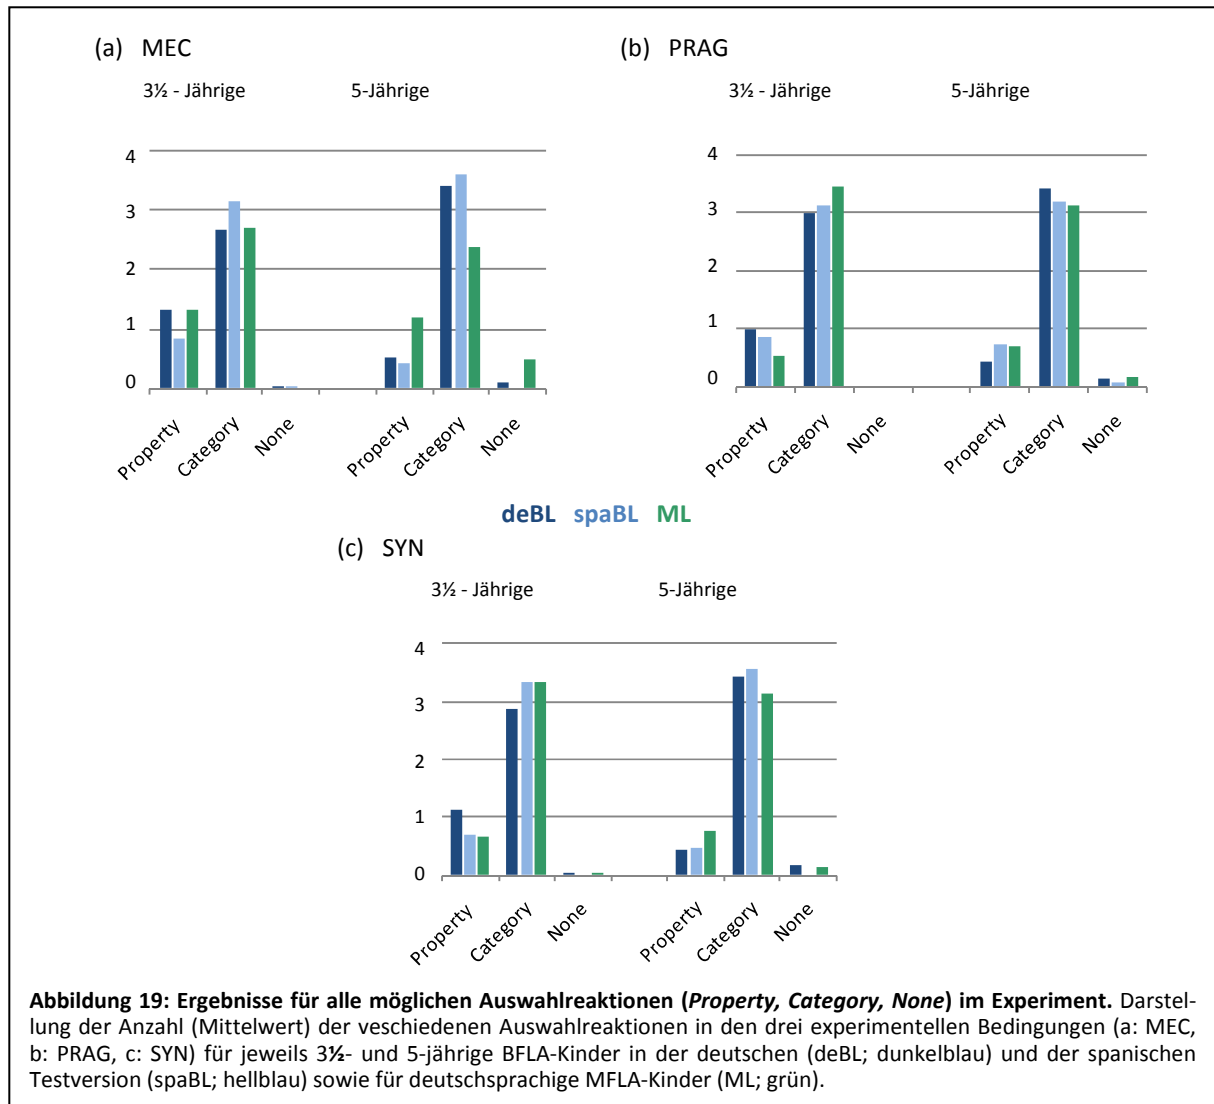 (a) MEC
3½ - Jährige 5-Jährige
4
3
2
1
0
Property Category None Property Category None
(b) PRAG
3½ - Jährige 5-Jährige
4
3
2
1
0
Property Category None Property Category None
deBL spaBL ML
(c) SYN
3½ - Jährige 5-Jährige
4
3
2
1
0
Property Category None Property Category None
Abbildung 19: Ergebnisse für alle möglichen Auswahlreaktionen (Property, Category, None) im Experiment. Darstel-
lung der Anzahl (Mittelwert) der veschiedenen Auswahlreaktionen in den drei experimentellen Bedingungen (a: MEC,
b: PRAG, c: SYN) für jeweils 3½- und 5-jährige BFLA-Kinder in der deutschen (deBL; dunkelblau) und der spanischen
Testversion (spaBL; hellblau) sowie für deutschsprachige MFLA-Kinder (ML; grün).